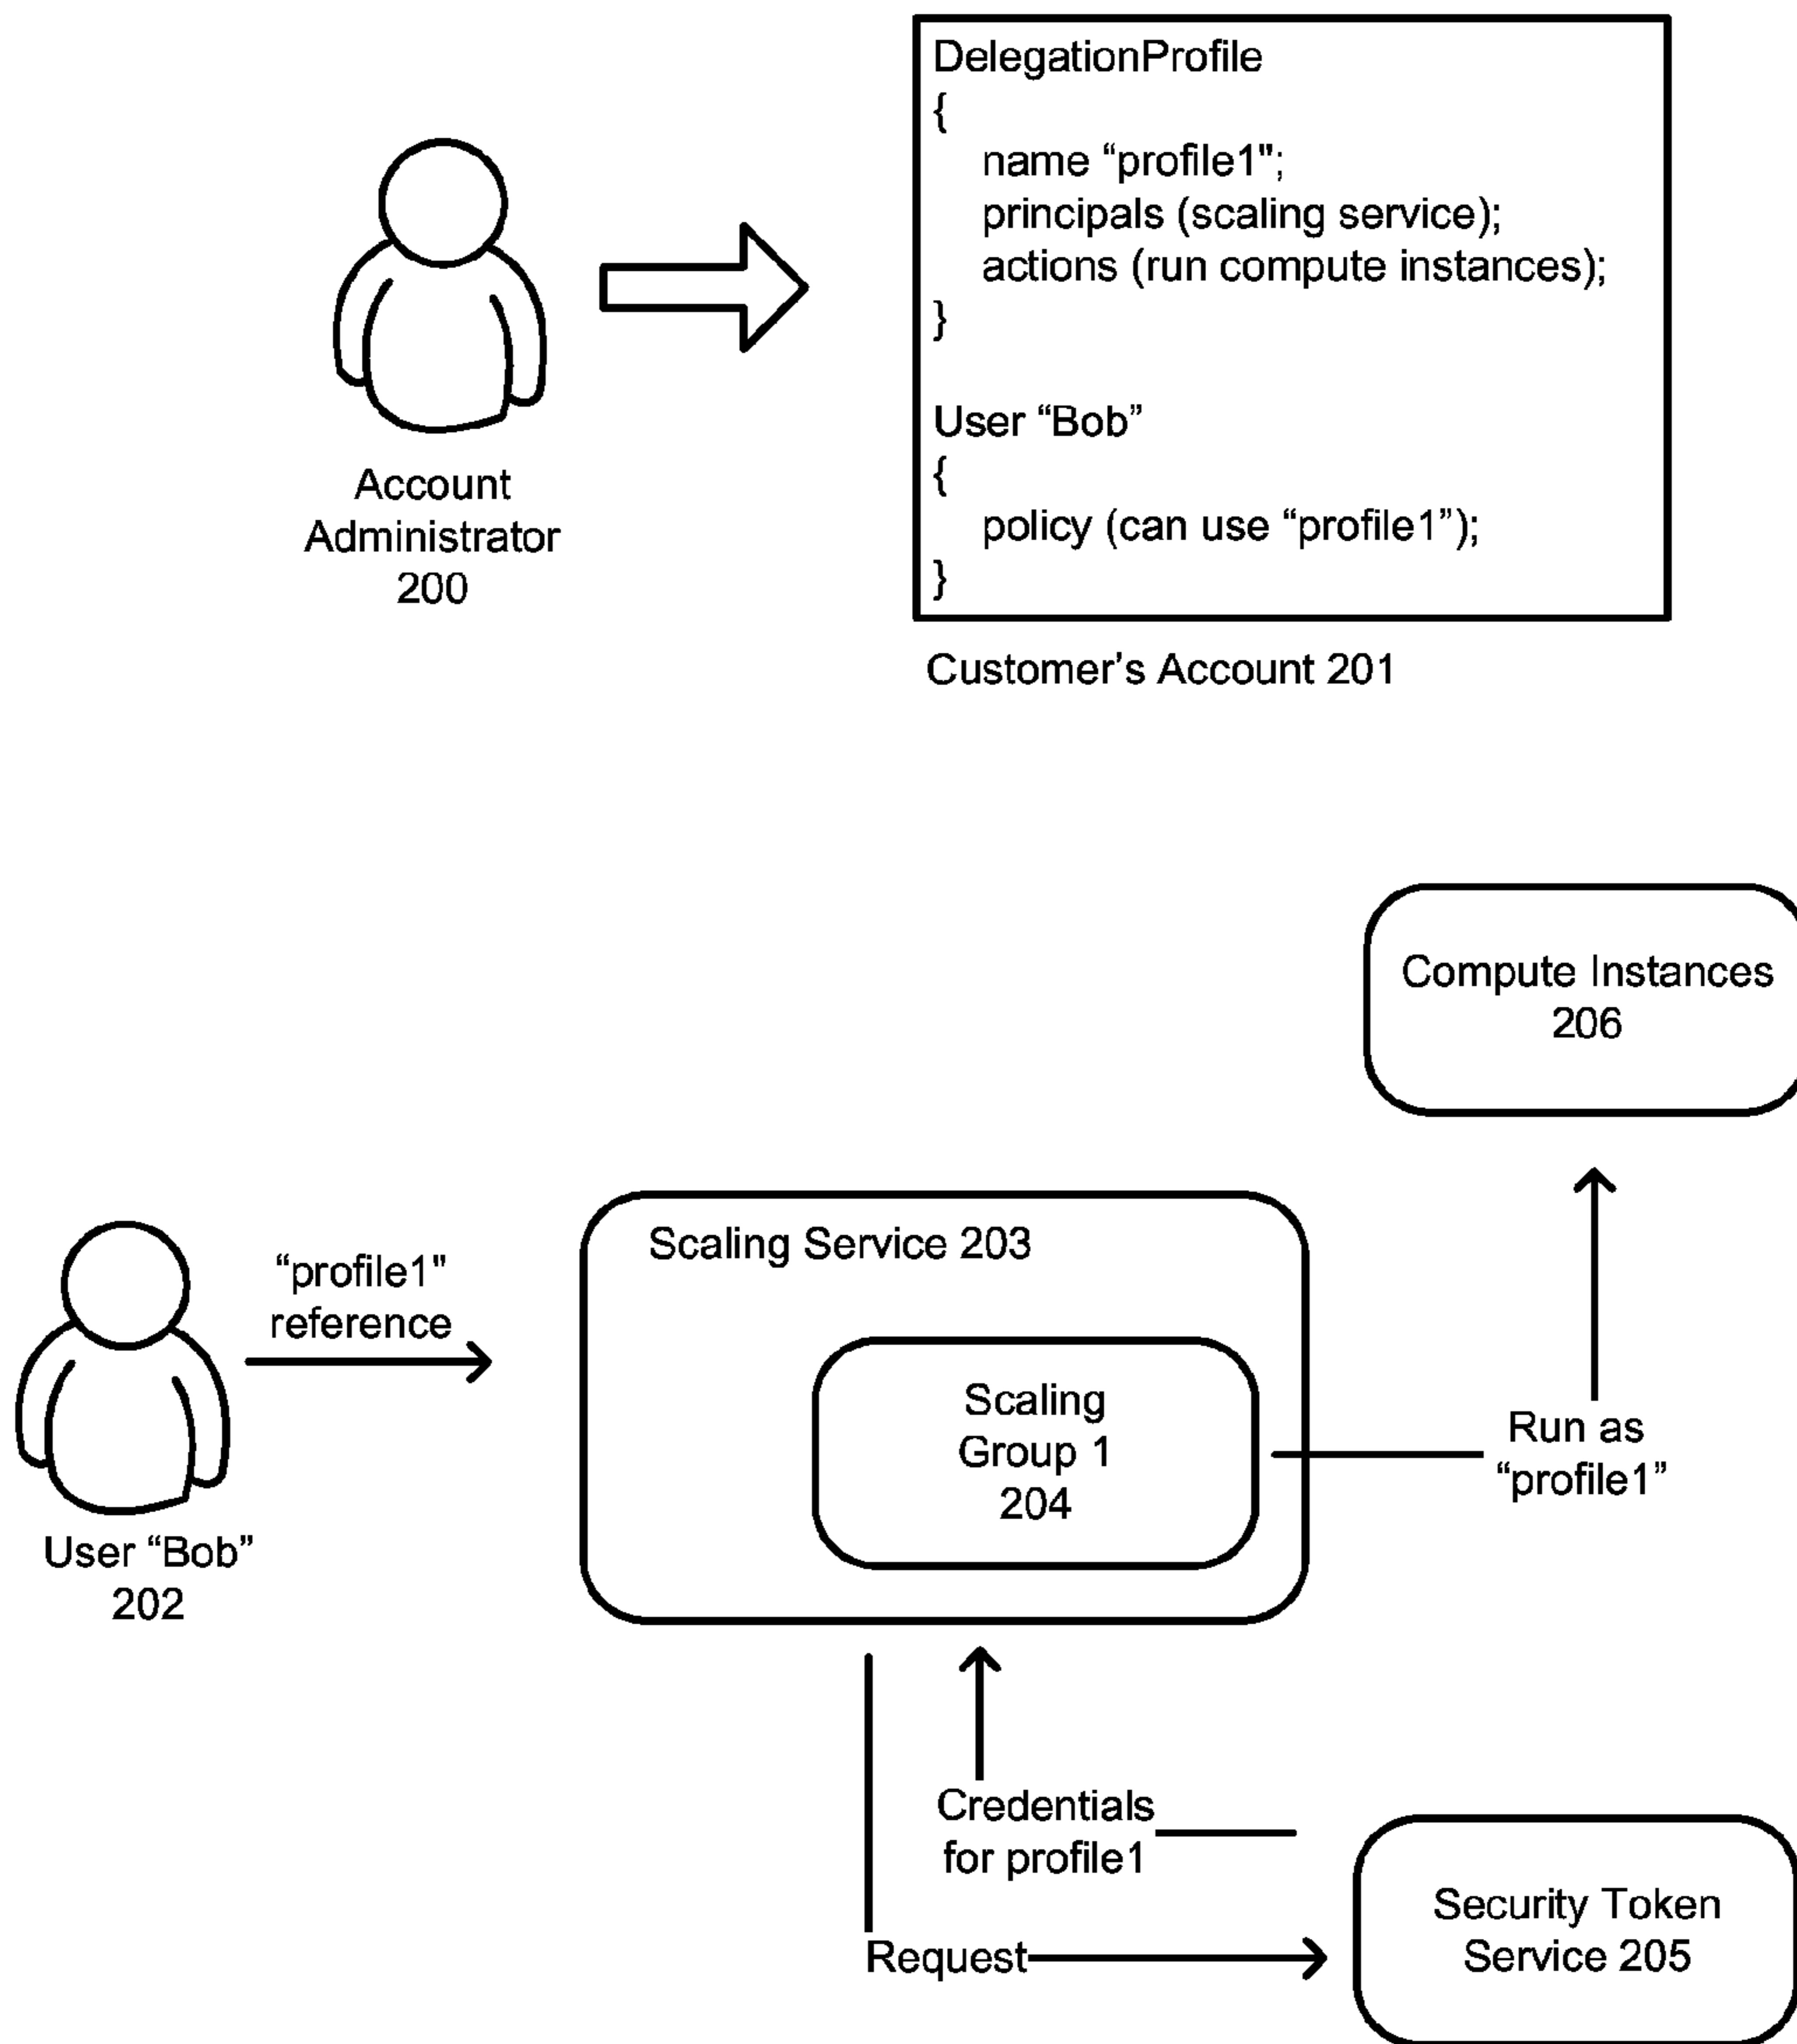 DelegationProfile
{
name “profile1";
principals (scaling service);
actions (run compute instances);
}
User “Bob”
{
policy (can use “profile1”);
}
Account
Administrator
200
Customer’s Account 201
Compute Instances
206
Scaling Service 203
“profile1"
reference
Scaling
Group 1
204
Run as
“profile1”
User “Bob”
202
Credentials
for profile1
Security Token
Service 205
Request